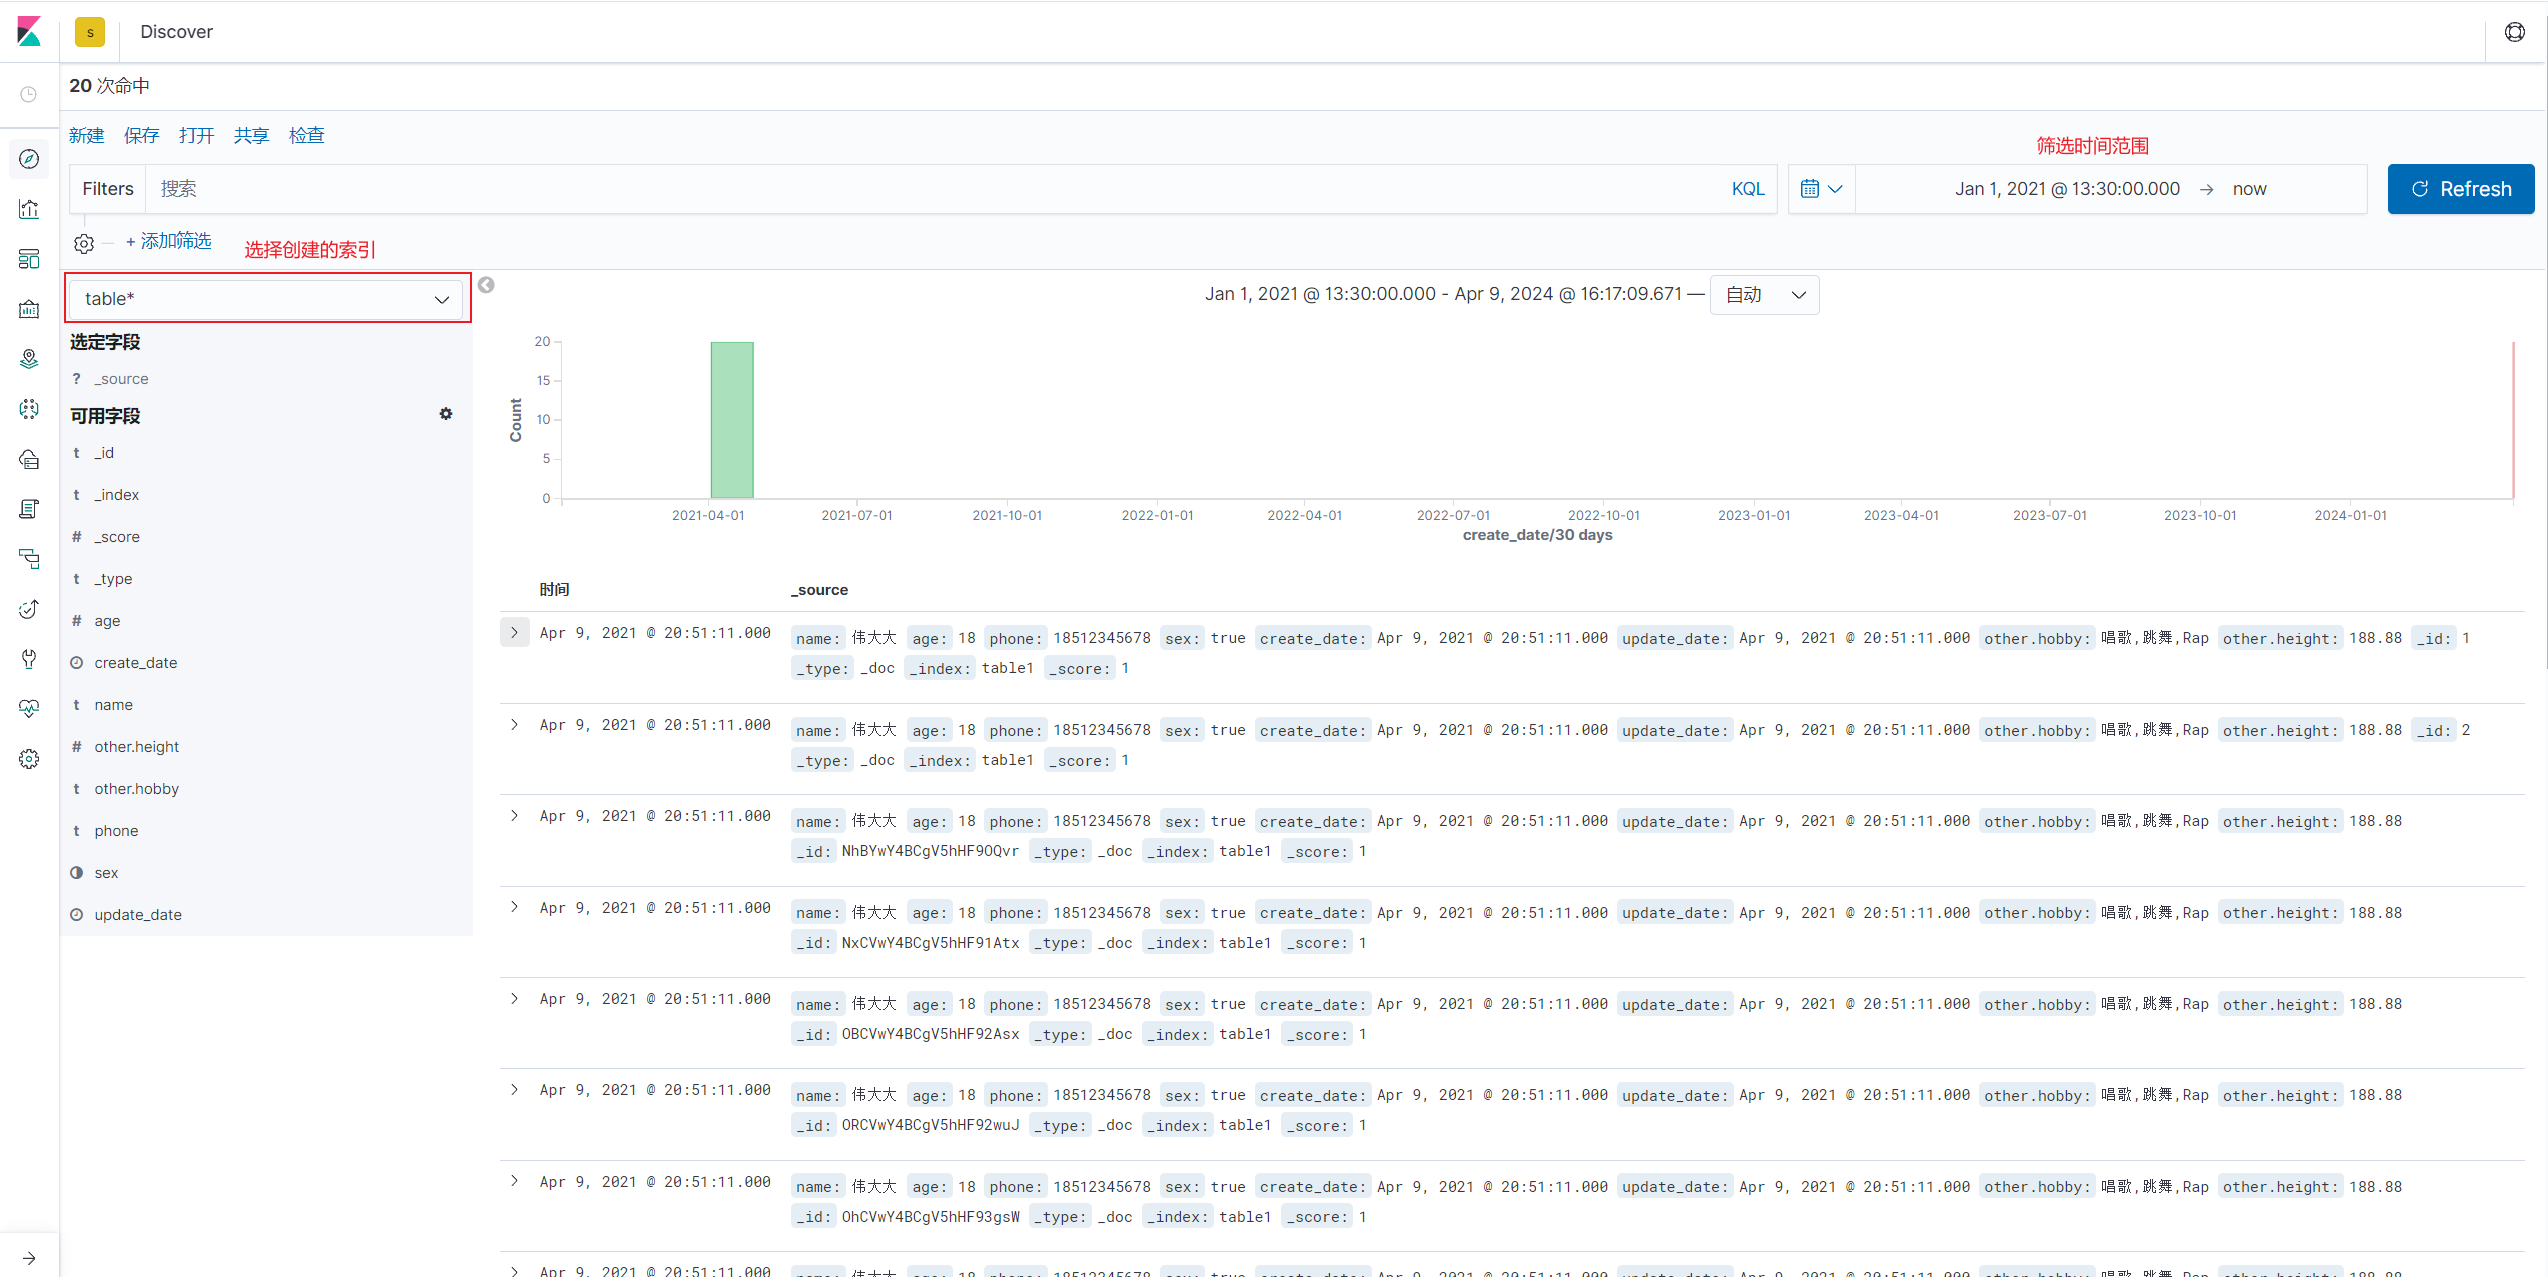 s Discover
20 次命中
新建 保存 打开 共享 检查
筛选时间范围
Filters 搜索 KQL Jan 1, 2021 @ 13:30:00.000 → now Refresh
+ 添加筛选 选择创建的索引
table*
Jan 1, 2021 @ 13:30:00.000 - Apr 9, 2024 @ 16:17:09.671 — 自动
选定字段
? _source
可用字段
t _id
t _index
# _score
t _type
# age
create_date
t name
# other.height
t other.hobby
t phone
sex
update_date
20
15
10
5
0
Count
2021-04-01 2021-07-01 2021-10-01 2022-01-01 2022-04-01 2022-07-01 2022-10-01 2023-01-01 2023-04-01 2023-07-01 2023-10-01 2024-01-01
create_date/30 days
时间 _source
Apr 9, 2021 @ 20:51:11.000 name: 伟大大 age: 18 phone: 18512345678 sex: true create_date: Apr 9, 2021 @ 20:51:11.000 update_date: Apr 9, 2021 @ 20:51:11.000 other.hobby: 唱歌,跳舞,Rap other.height: 188.88 _id: 1
_type: _doc _index: table1 _score: 1
Apr 9, 2021 @ 20:51:11.000 name: 伟大大 age: 18 phone: 18512345678 sex: true create_date: Apr 9, 2021 @ 20:51:11.000 update_date: Apr 9, 2021 @ 20:51:11.000 other.hobby: 唱歌,跳舞,Rap other.height: 188.88 _id: 2
_type: _doc _index: table1 _score: 1
Apr 9, 2021 @ 20:51:11.000 name: 伟大大 age: 18 phone: 18512345678 sex: true create_date: Apr 9, 2021 @ 20:51:11.000 update_date: Apr 9, 2021 @ 20:51:11.000 other.hobby: 唱歌,跳舞,Rap other.height: 188.88
_id: NhBYwY4BCgV5hHF9OQvr _type: _doc _index: table1 _score: 1
Apr 9, 2021 @ 20:51:11.000 name: 伟大大 age: 18 phone: 18512345678 sex: true create_date: Apr 9, 2021 @ 20:51:11.000 update_date: Apr 9, 2021 @ 20:51:11.000 other.hobby: 唱歌,跳舞,Rap other.height: 188.88
_id: NxCVwY4BCgV5hHF91Atx _type: _doc _index: table1 _score: 1
Apr 9, 2021 @ 20:51:11.000 name: 伟大大 age: 18 phone: 18512345678 sex: true create_date: Apr 9, 2021 @ 20:51:11.000 update_date: Apr 9, 2021 @ 20:51:11.000 other.hobby: 唱歌,跳舞,Rap other.height: 188.88
_id: OBCVwY4BCgV5hHF92Asx _type: _doc _index: table1 _score: 1
Apr 9, 2021 @ 20:51:11.000 name: 伟大大 age: 18 phone: 18512345678 sex: true create_date: Apr 9, 2021 @ 20:51:11.000 update_date: Apr 9, 2021 @ 20:51:11.000 other.hobby: 唱歌,跳舞,Rap other.height: 188.88
_id: ORCVwY4BCgV5hHF92wuJ _type: _doc _index: table1 _score: 1
Apr 9, 2021 @ 20:51:11.000 name: 伟大大 age: 18 phone: 18512345678 sex: true create_date: Apr 9, 2021 @ 20:51:11.000 update_date: Apr 9, 2021 @ 20:51:11.000 other.hobby: 唱歌,跳舞,Rap other.height: 188.88
_id: OhCVwY4BCgV5hHF93gsW _type: _doc _index: table1 _score: 1
Apr 9, 2021 @ 20:51:11.000